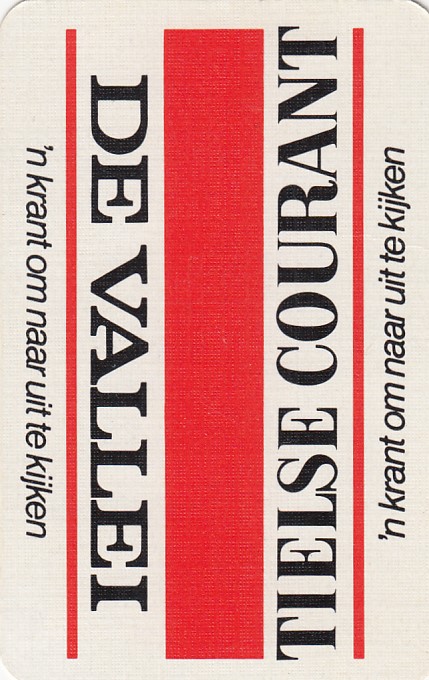 'n krant om naar uit te kijken
DE VALLEI
TIELSE COURANT
'n krant om naar uit te kijken